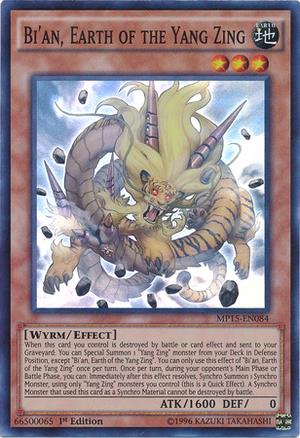 Bi'an, Earth of the Yang Zing
EARTH
地
MP15-EN084
[Wyrm/Effect]
When this card you control is destroyed by battle or card effect and sent to your
Graveyard: You can Special Summon 1 "Yang Zing" monster from your Deck in Defense
Position, except "Bi'an, Earth of the Yang Zing". You can only use this effect of "Bi'an, Earth
of the Yang Zing" once per turn. Once per turn, during your opponent's Main Phase or
Battle Phase, you can: Immediately after this effect resolves, Synchro Summon 1 Synchro
Monster, using only "Yang Zing" monsters you control (this is a Quick Effect). A Synchro
Monster that used this card as a Synchro Material cannot be destroyed by battle.
ATK/1600 DEF/ 0
66500065 1st Edition ©1996 KAZUKI TAKAHASHI